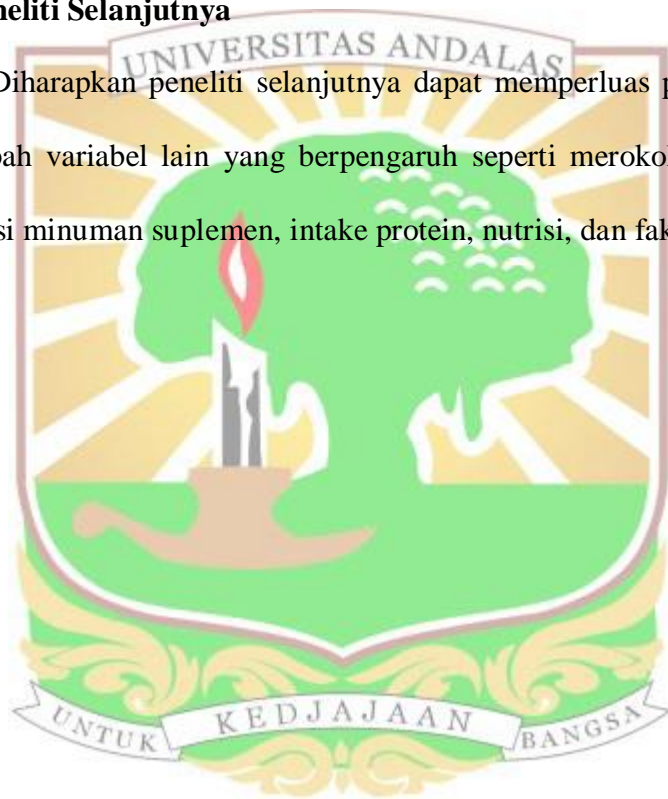 neliti Selanjutnya
UNIVERSITAS ANDALAS
Diharapkan peneliti selanjutnya dapat memperluas p
bah variabel lain yang berpengaruh seperti merokok
si minuman suplemen, intake protein, nutrisi, dan fak
UNTUK KEDJAJAAN BANGSA